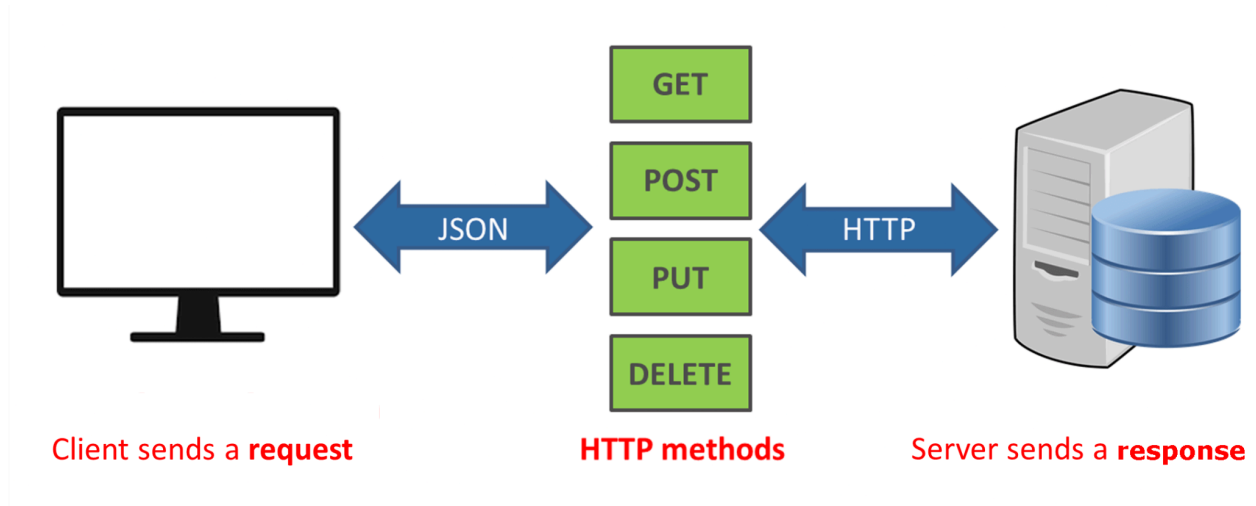 GET
POST
JSON
HTTP
PUT
DELETE
Client sends a request
HTTP methods
Server sends a response